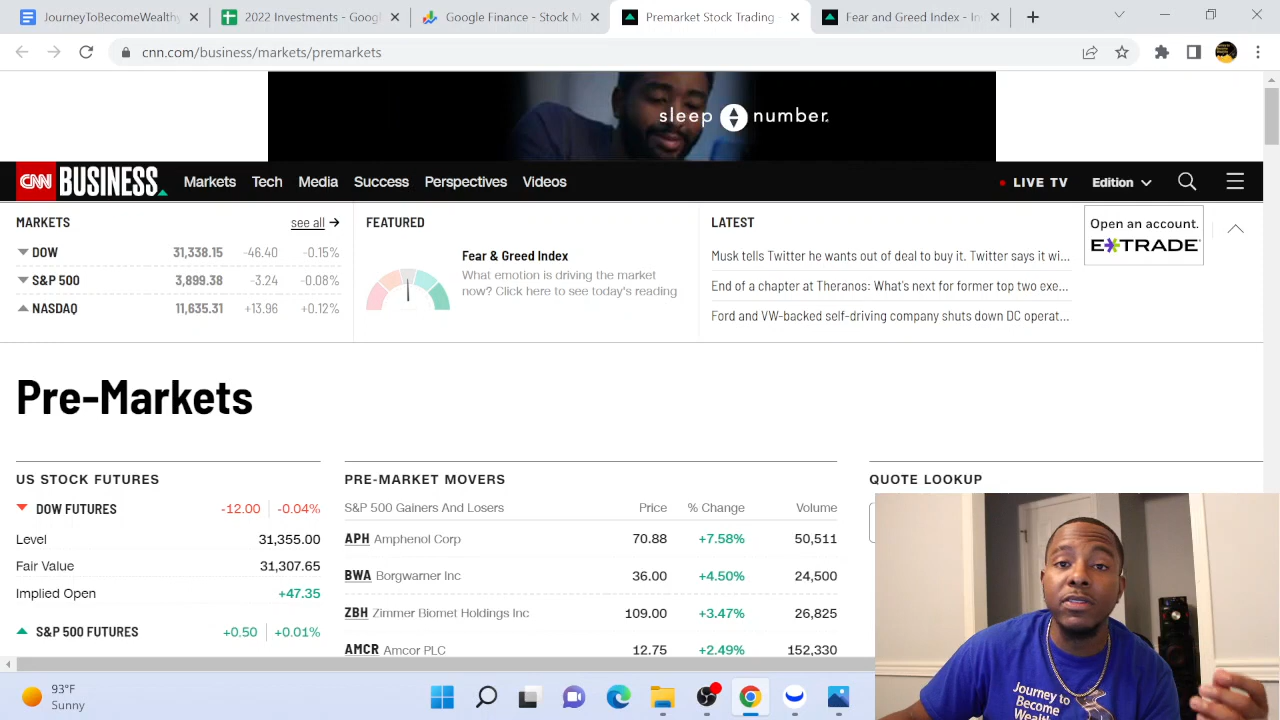 JourneyToBecomeWealthy
2022 Investments - Googl
Google Finance - Stock M
Premarket Stock Trading -
Fear and Greed Index - In
cnn.com/business/markets/premarkets
sleep number.
CNN BUSINESS
Markets
Tech
Media
Success
Perspectives
Videos
LIVE TV
Edition
MARKETS
see all →
DOW 31,338.15 -46.40 -0.15%
S&P 500 3,899.38 -3.24 -0.08%
NASDAQ 11,635.31 +13.96 +0.12%
FEATURED
Fear & Greed Index
What emotion is driving the market
now? Click here to see today's reading
LATEST
Musk tells Twitter he wants out of deal to buy it. Twitter says it wi...
End of a chapter at Theranos: What's next for former top two exe...
Ford and VW-backed self-driving company shuts down DC operat...
Open an account.
E*TRADE
Pre-Markets
US STOCK FUTURES
DOW FUTURES -12.00 -0.04%
Level 31,355.00
Fair Value 31,307.65
Implied Open +47.35
S&P 500 FUTURES +0.50 +0.01%
PRE-MARKET MOVERS
S&P 500 Gainers And Losers Price % Change Volume
APH Amphenol Corp 70.88 +7.58% 50,511
BWA Borgwarner Inc 36.00 +4.50% 24,500
ZBH Zimmer Biomet Holdings Inc 109.00 +3.47% 26,825
AMCR Amcor PLC 12.75 +2.49% 152,330
QUOTE LOOKUP
Journey to
Become
93°F
Sunny